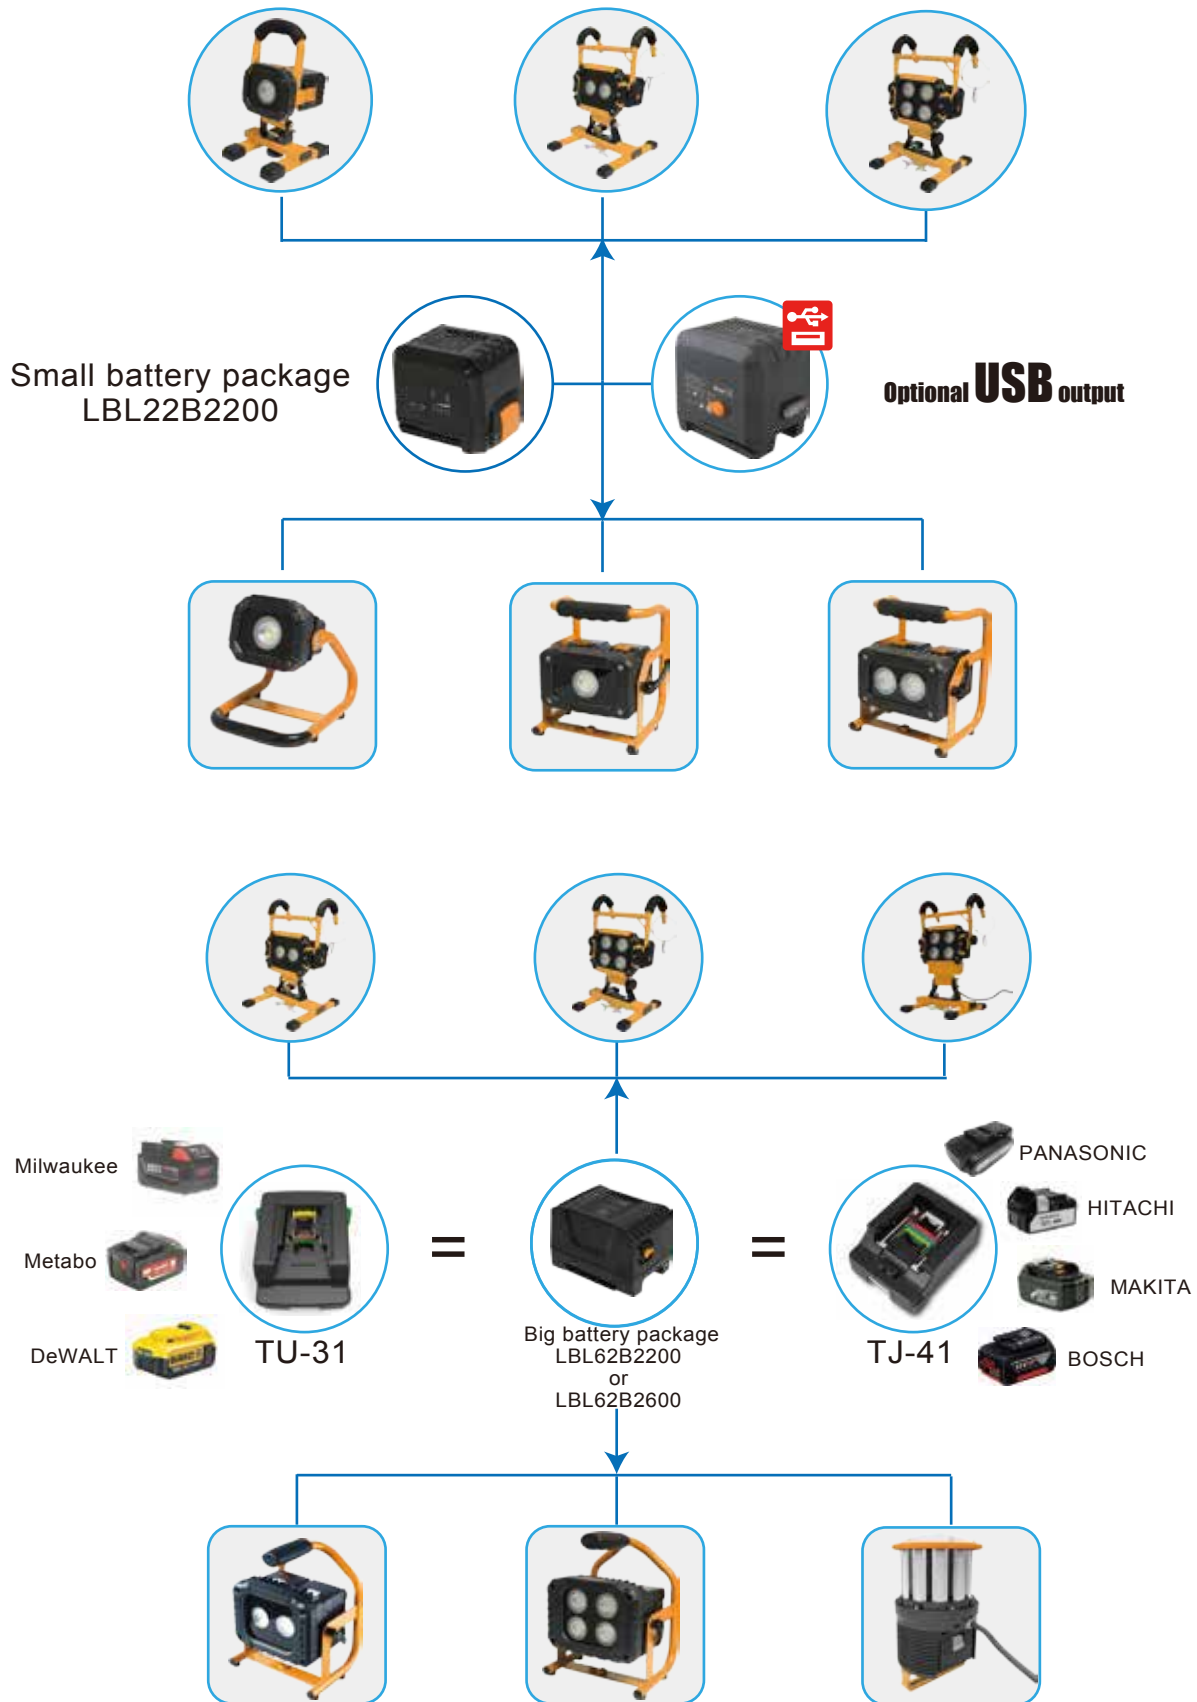 Small battery package
LBL22B2200
Optional USB output
Milwaukee
Metabo
DeWALT
TU-31
=
Big battery package
LBL62B2200
or
LBL62B2600
=
TJ-41
PANASONIC
HITACHI
MAKITA
BOSCH